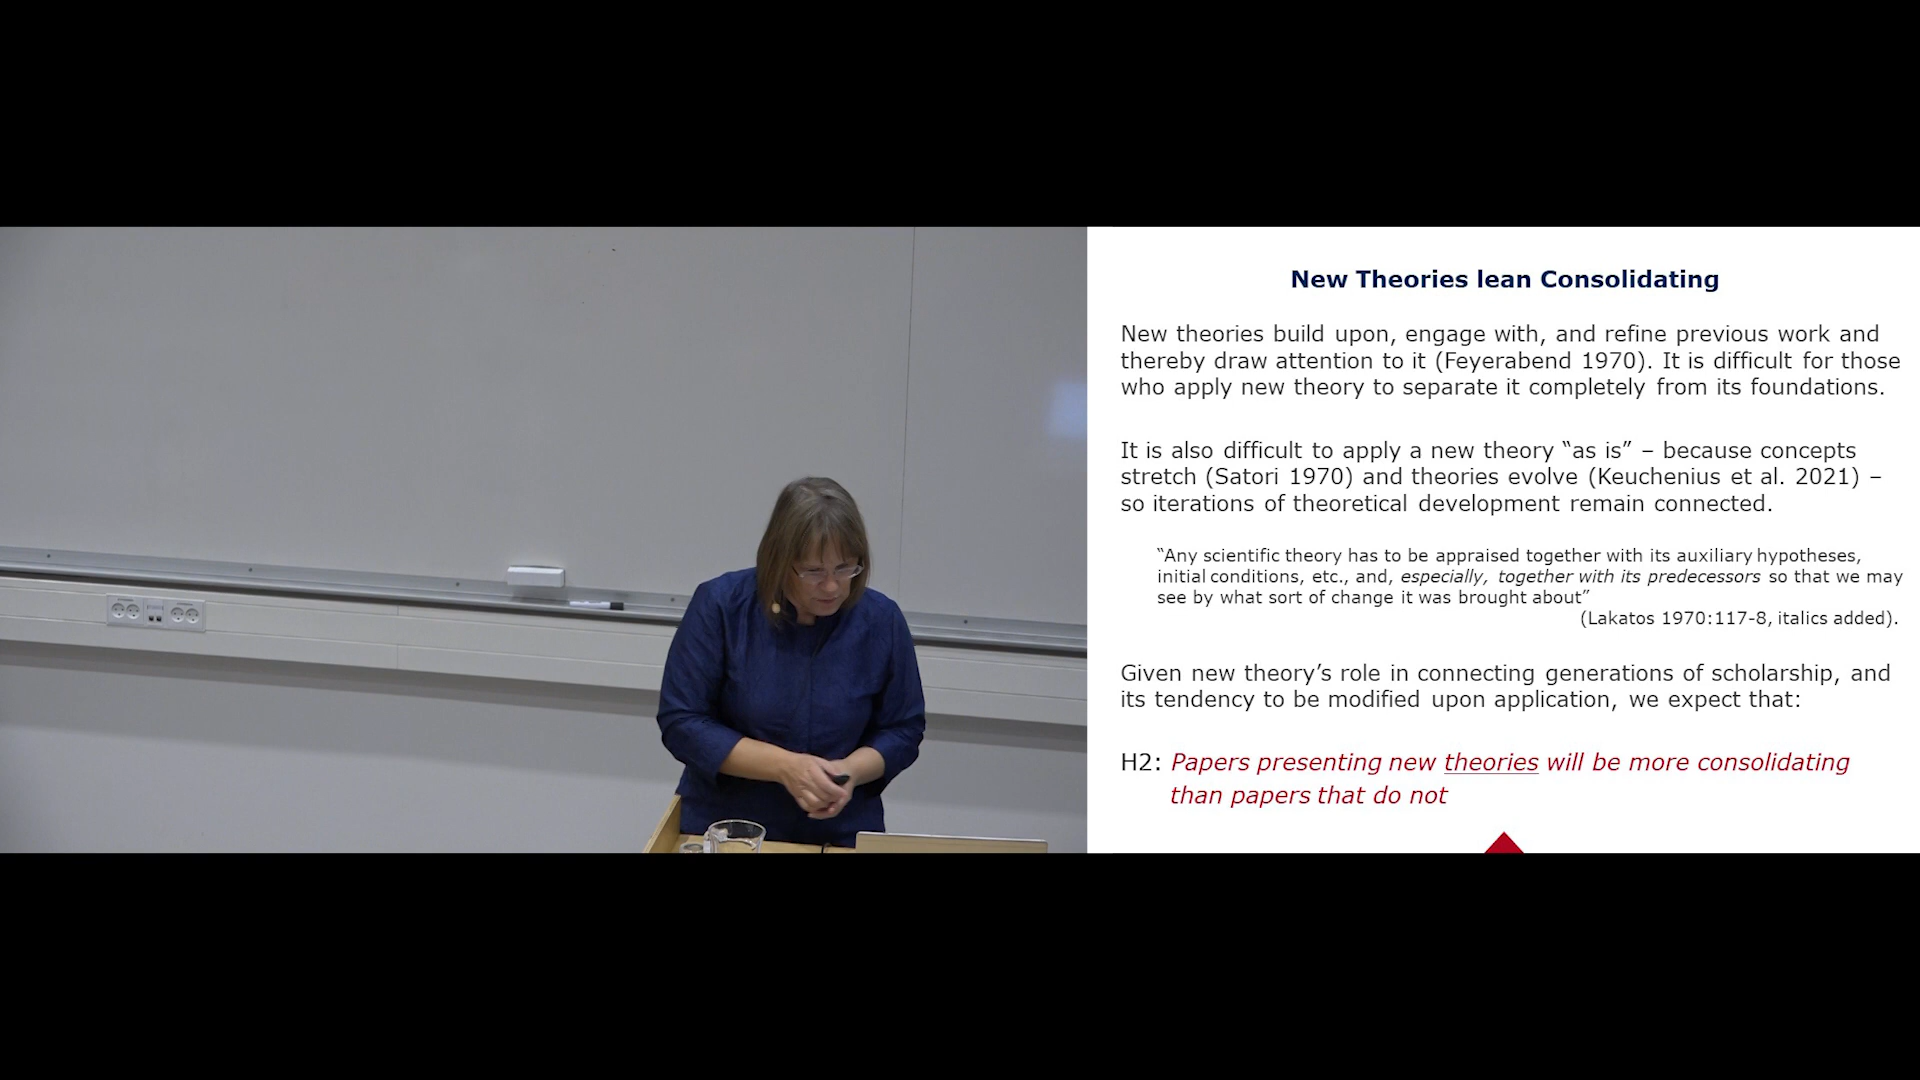 New Theories lean Consolidating
New theories build upon, engage with, and refine previous work and
thereby draw attention to it (Feyerabend 1970). It is difficult for those
who apply new theory to separate it completely from its foundations.
It is also difficult to apply a new theory “as is” – because concepts
stretch (Satori 1970) and theories evolve (Keuchenius et al. 2021) –
so iterations of theoretical development remain connected.
“Any scientific theory has to be appraised together with its auxiliary hypotheses,
initial conditions, etc., and, especially, together with its predecessors so that we may
see by what sort of change it was brought about”
(Lakatos 1970:117-8, italics added).
Given new theory’s role in connecting generations of scholarship, and
its tendency to be modified upon application, we expect that:
H2: Papers presenting new theories will be more consolidating
than papers that do not